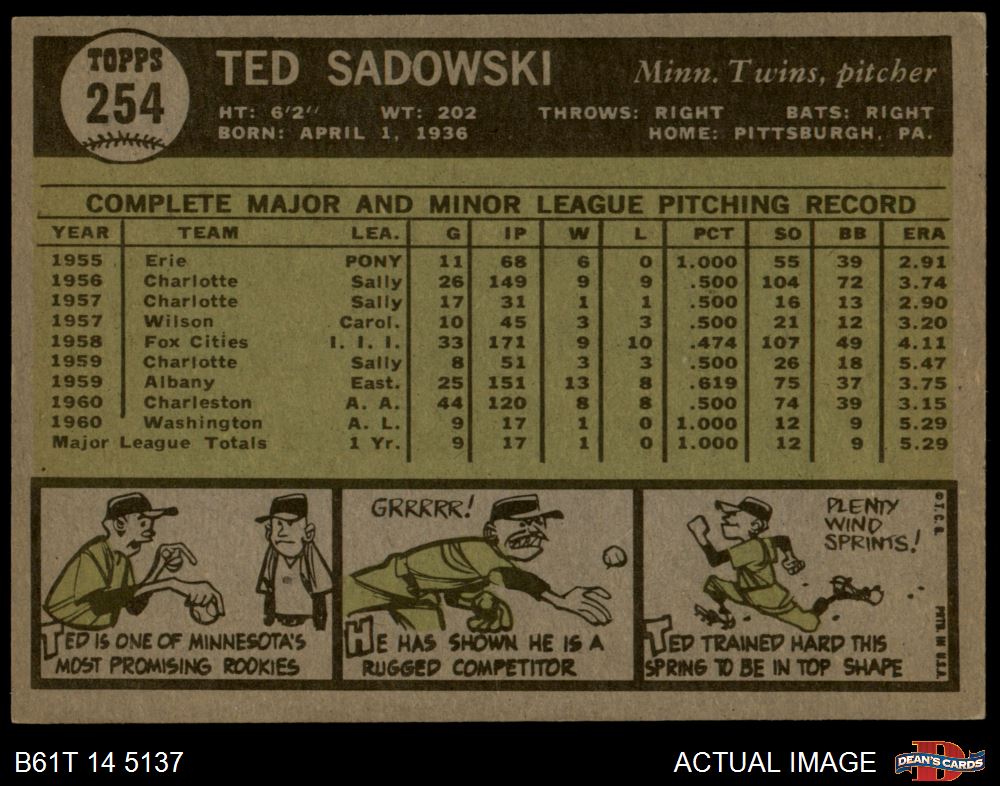 TOPPS
254
TED SADOWSKI
Minn. Twins, pitcher
HT: 6'2" WT: 202 THROWS: RIGHT BATS: RIGHT
BORN: APRIL 1, 1936 HOME: PITTSBURGH, PA.
COMPLETE MAJOR AND MINOR LEAGUE PITCHING RECORD
YEAR TEAM LEA. G IP W L PCT SO BB ERA
1955 Erie PONY 11 68 6 0 1.000 55 39 2.91
1956 Charlotte Sally 26 149 9 9 .500 104 72 3.74
1957 Charlotte Sally 17 31 1 1 .500 16 13 2.90
1957 Wilson Carol. 10 45 3 3 .500 21 12 3.20
1958 Fox Cities I. I. I. 33 171 9 10 .474 107 49 4.11
1959 Charlotte Sally 8 51 3 3 .500 26 18 5.47
1959 Albany East. 25 151 13 8 .619 75 37 3.75
1960 Charleston A. A. 44 120 8 8 .500 74 39 3.15
1960 Washington A. L. 9 17 1 0 1.000 12 9 5.29
Major League Totals 1 Yr. 9 17 1 0 1.000 12 9 5.29
TED IS ONE OF MINNESOTA'S
MOST PROMISING ROOKIES
GRRRRR!
HE HAS SHOWN HE IS A
RUGGED COMPETITOR
PLENTY
WIND
SPRINTS!
TED TRAINED HARD THIS
SPRING TO BE IN TOP SHAPE
© T.C.G.
PRTD. IN U.S.A.
B61T 14 5137
ACTUAL IMAGE
D
DEAN'S CARDS